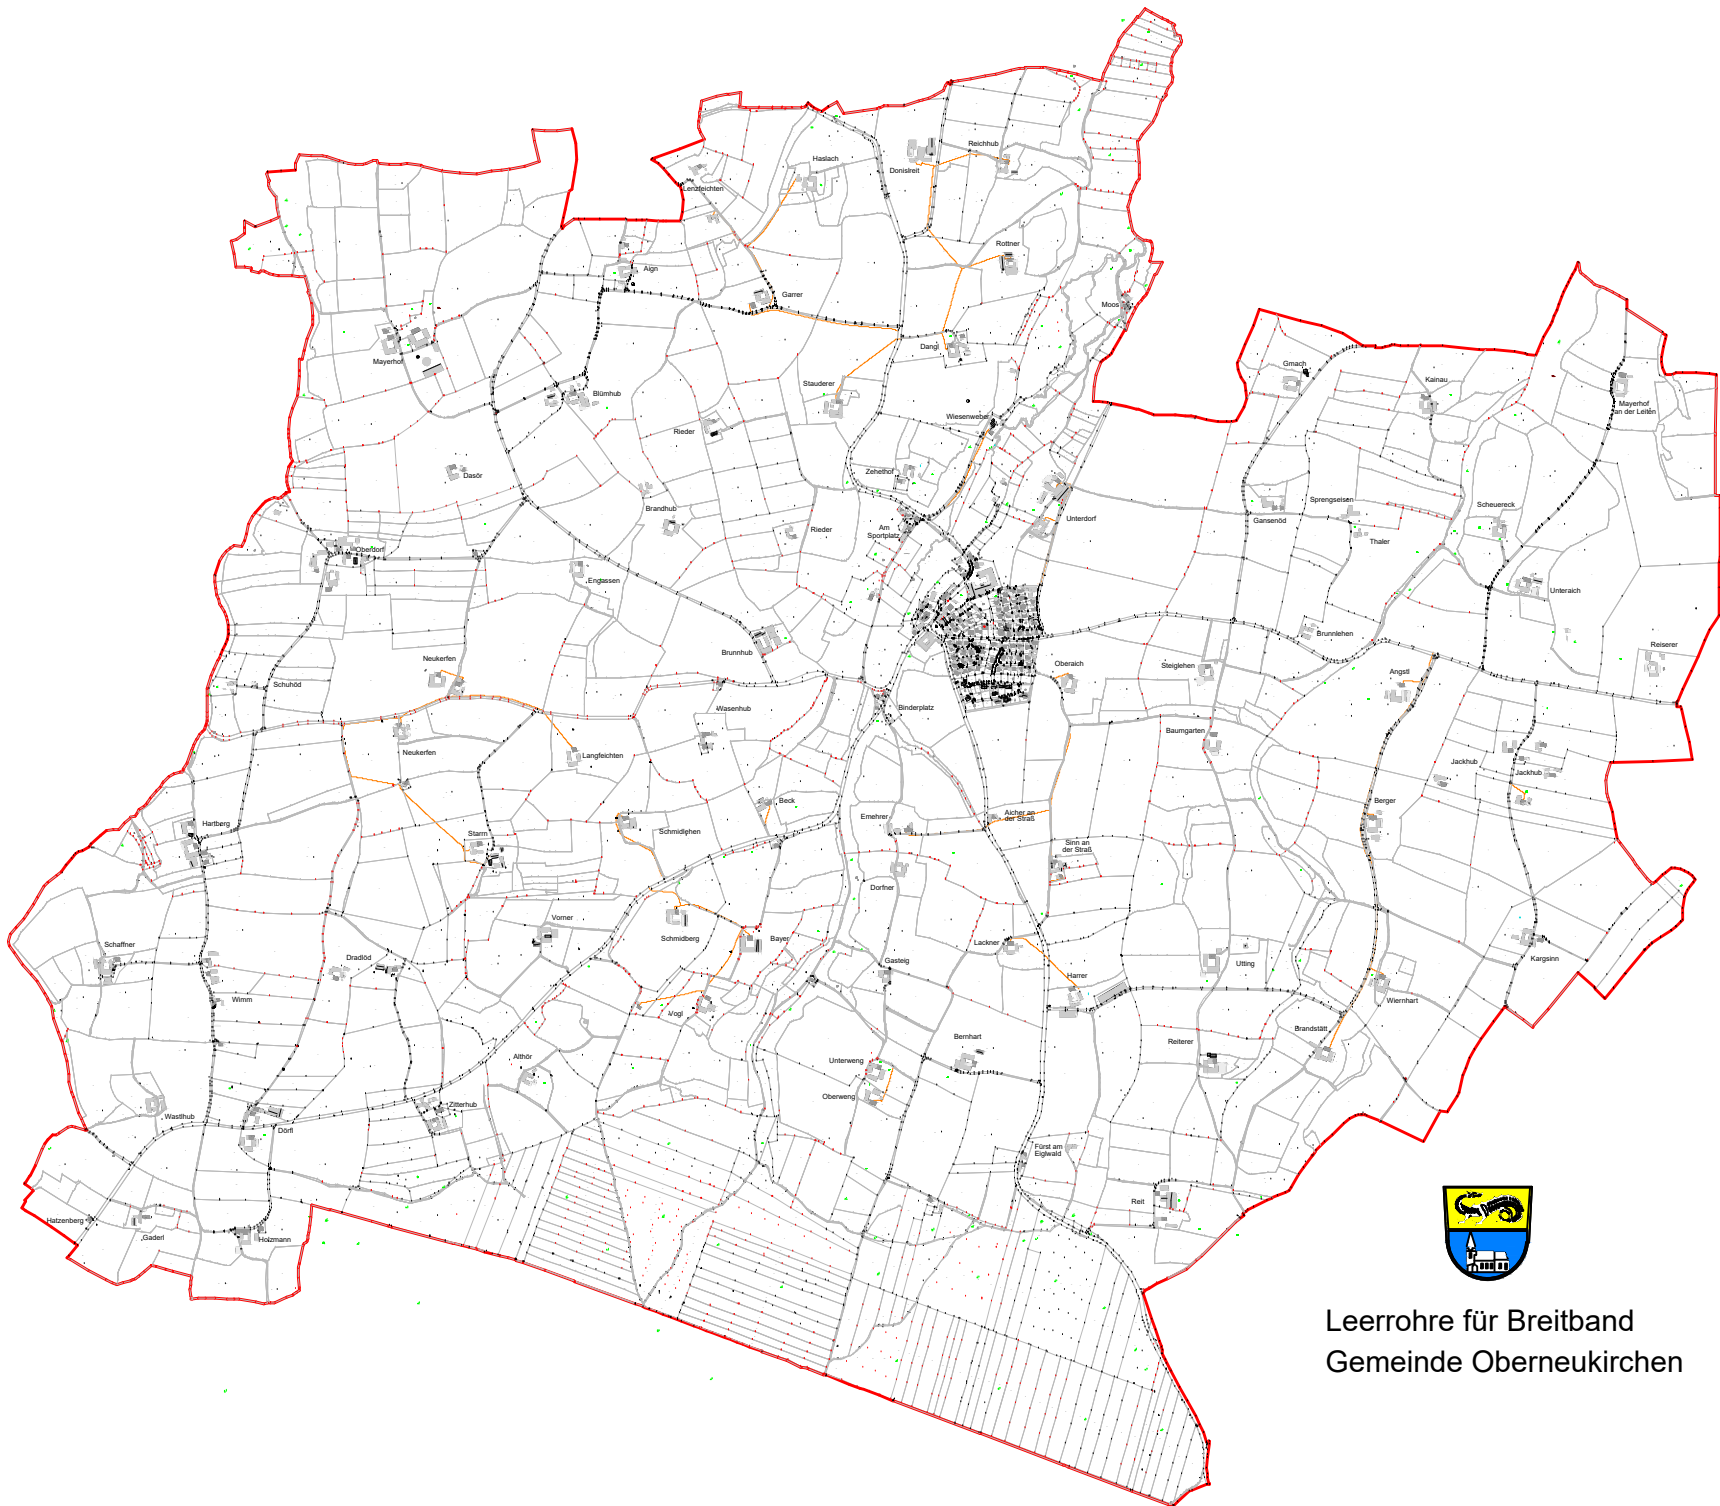 Haslach
Reichhub
Donislreit
Lenzfeichten
Rottner
Aign
Garrer
Moos
Dangl
Mayerhof
Gmach
Kainau
Stauderer
Blümhub
Mayerhof
an der Leiten
Wiesenweber
Rieder
Zehethof
Dasör
Sprengseisen
Scheuereck
Brandhub
Rieder
Am
Sportplatz
Unterdorf
Gansenöd
Thaler
Oberdorf
Engassen
Unteraich
Brunnlehen
Reiserer
Brunnhub
Neukerfen
Oberaich
Steiglehen
Angstl
Schuhöd
Wasenhub
Binderplatz
Baumgarten
Neukerfen
Langfeichten
Jackhub
Jackhub
Beck
Berger
Emehrer
Aicher an
der Straß
Hartberg
Starm
Schmidlehen
Sinn an
der Straß
Dorfner
Vorner
Schaffner
Schmidberg
Bayer
Lackner
Dradlöd
Gasteig
Utting
Kargsinn
Harrer
Wimm
Vogl
Wiernhart
Brandstätt
Bernhart
Reiterer
Althör
Unterweng
Oberweng
Wastlhub
Zitterhub
Dörfl
Fürst am
Eiglwald
Reit
Hatzenberg
Gaderl
Holzmann
Leerrohre für Breitband
Gemeinde Oberneukirchen